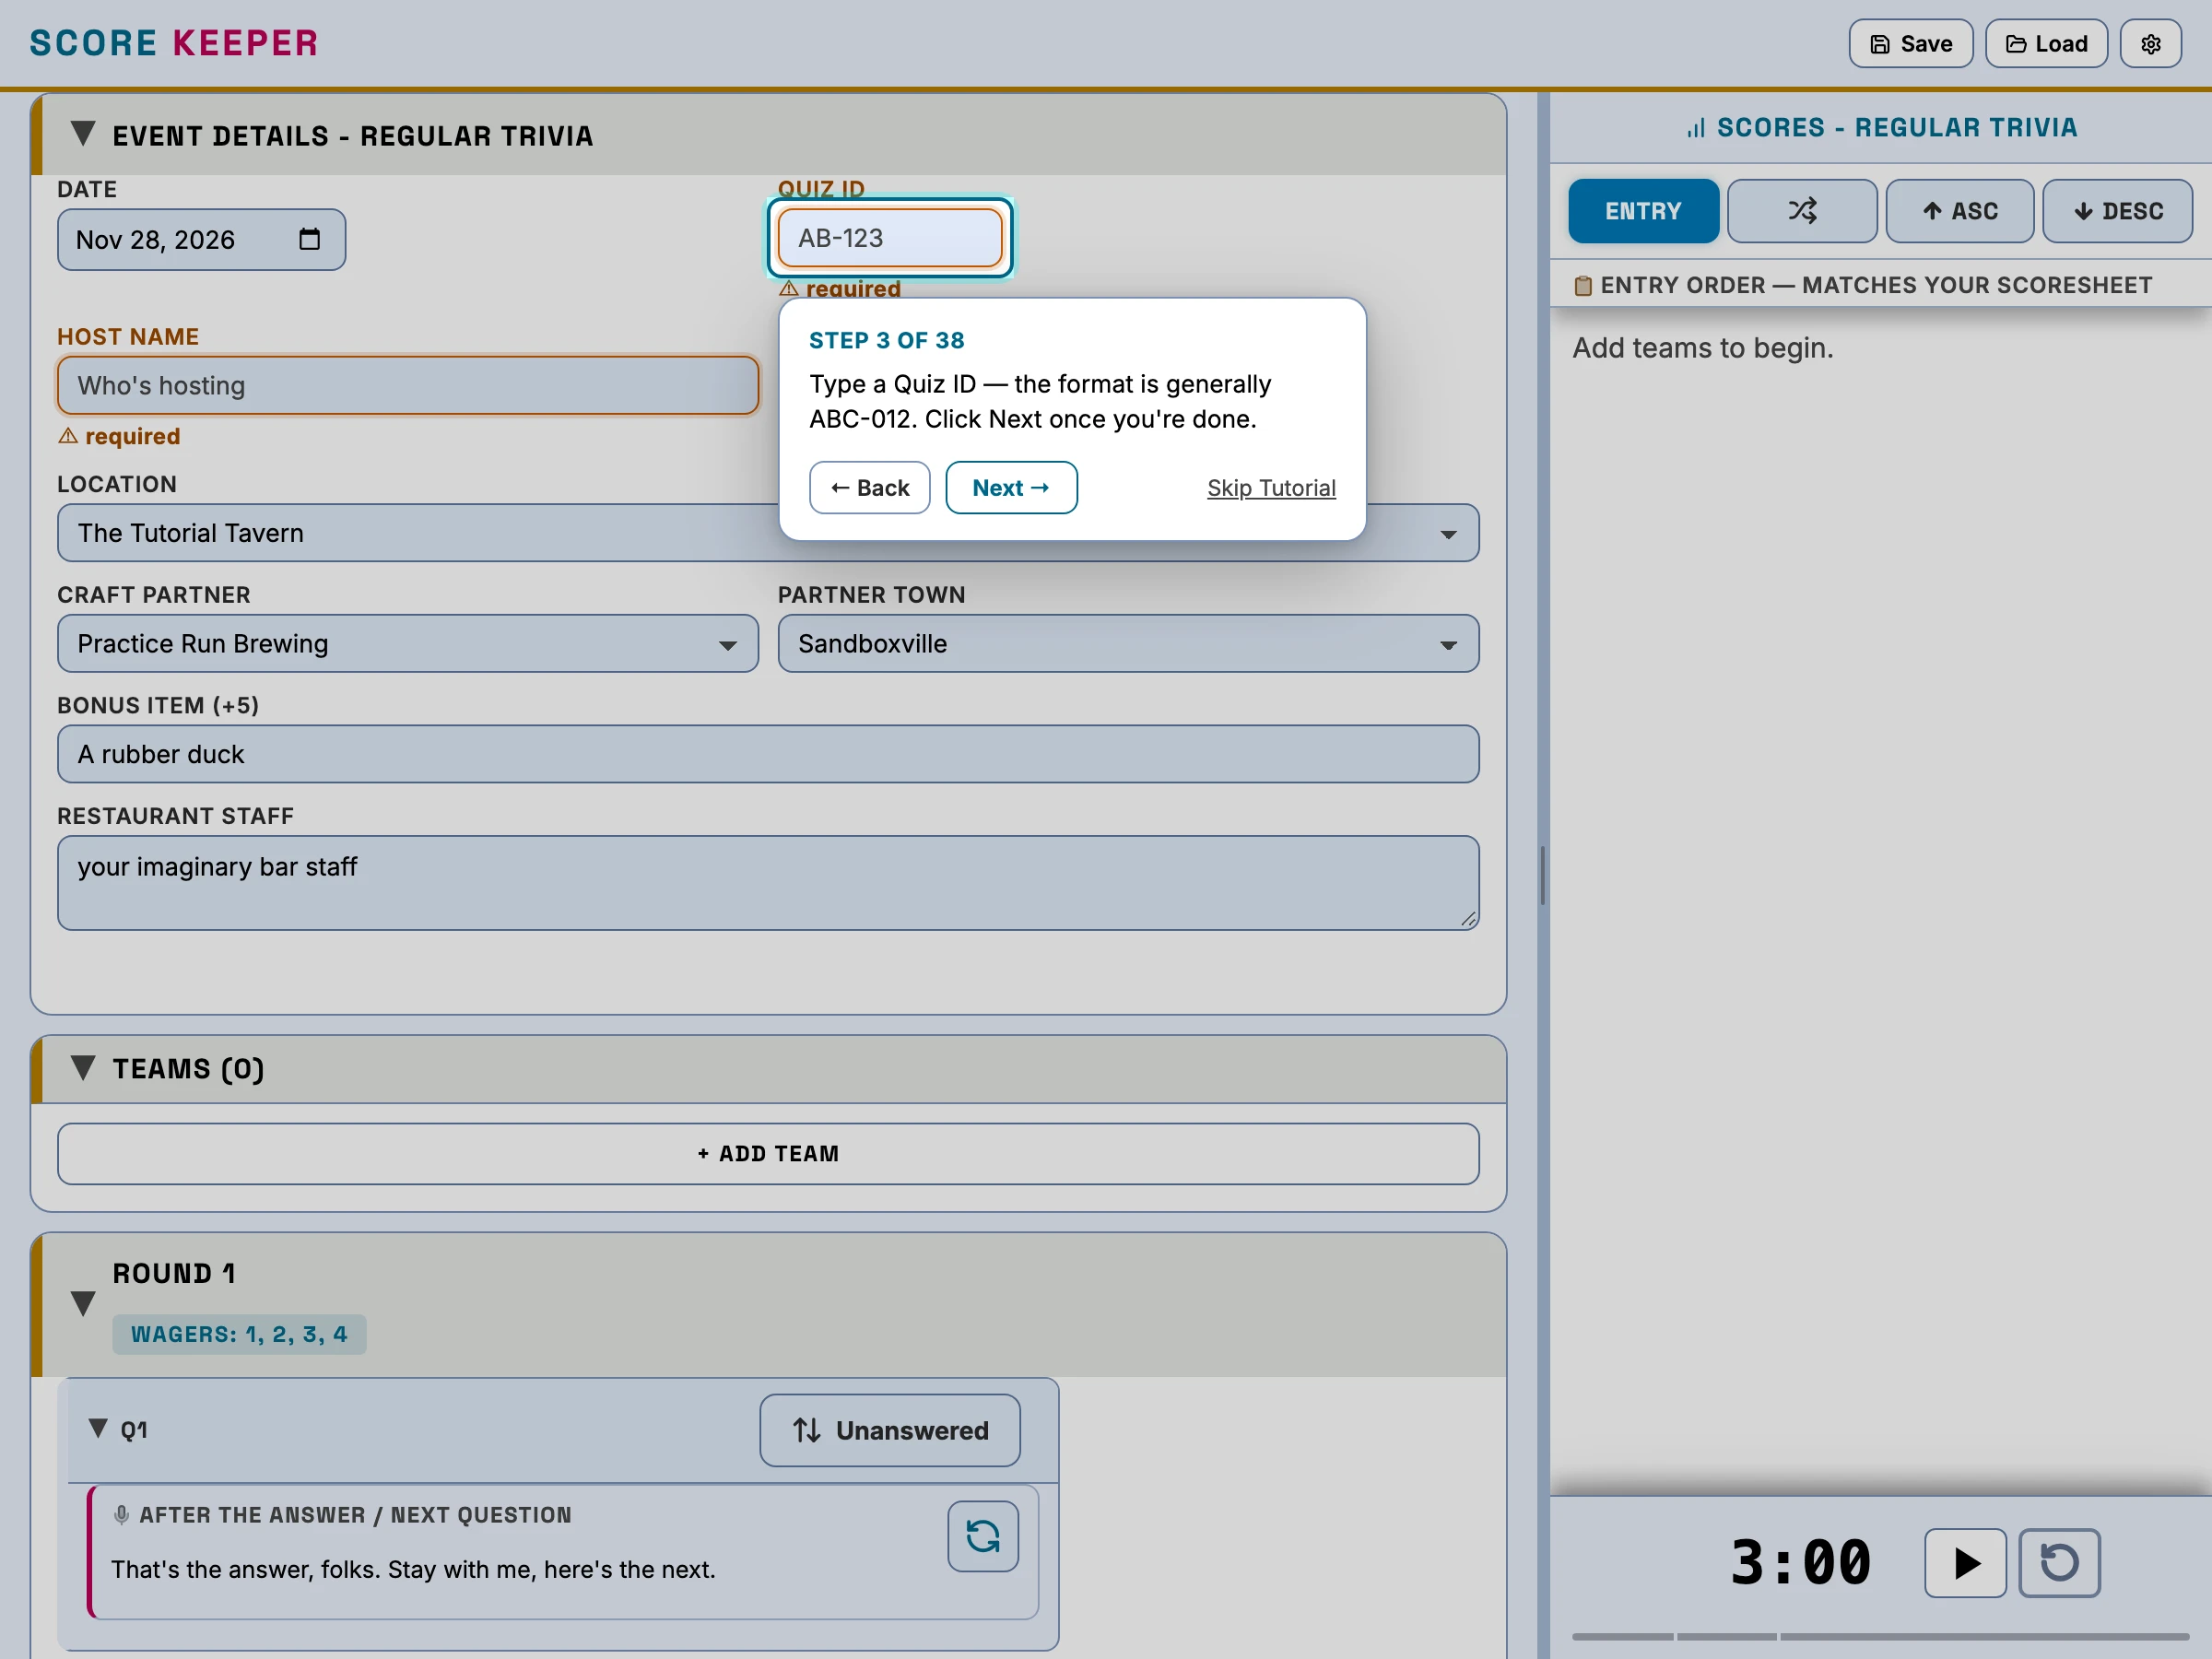 SCORE KEEPER
Save
Load
EVENT DETAILS - REGULAR TRIVIA
DATE
Nov 28, 2026
QUIZ ID
AB-123
⚠ required
HOST NAME
Who's hosting
⚠ required
STEP 3 OF 38
Type a Quiz ID — the format is generally
ABC-012. Click Next once you're done.
← Back
Next →
Skip Tutorial
LOCATION
The Tutorial Tavern
CRAFT PARTNER
Practice Run Brewing
PARTNER TOWN
Sandboxville
BONUS ITEM (+5)
A rubber duck
RESTAURANT STAFF
your imaginary bar staff
TEAMS (0)
+ ADD TEAM
ROUND 1
WAGERS: 1, 2, 3, 4
Q1
Unanswered
AFTER THE ANSWER / NEXT QUESTION
That's the answer, folks. Stay with me, here's the next.
SCORES - REGULAR TRIVIA
ENTRY
↑ ASC
↓ DESC
ENTRY ORDER — MATCHES YOUR SCORESHEET
Add teams to begin.
3:00